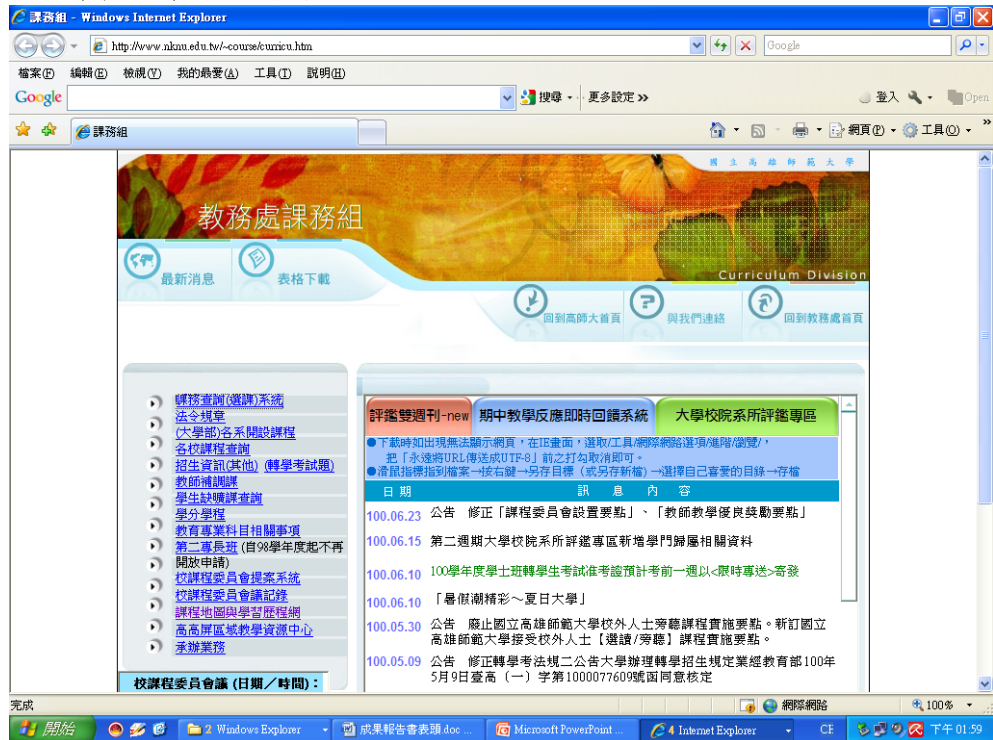 課務組 - Windows Internet Explorer
http://www.nknu.edu.tw/~course/curricu.htm
Google
檔案(F) 編輯(E) 檢視(V) 我的最愛(A) 工具(T) 說明(H)
Google 搜尋 更多設定 >> 登入 Open
課務組 網頁(P) 工具(O) »
國立高雄師範大學
教務處課務組
最新消息 表格下載
Curriculum Division
回到高師大首頁 與我們連絡 回到教務處首頁
課務查詢(選課)系統
法令規章
(大學部)各系開設課程
各校課程查詢
招生資訊(其他) (轉學考試題)
教師補調課
學生缺曠課查詢
學分學程
教育專業科目相關事項
第二專長班 (自98學年度起不再
開放申請)
校課程委員會提案系統
校課程委員會議記錄
課程地圖與學習歷程網
高高屏區域教學資源中心
承辦業務
校課程委員會議 (日期／時間)：
評鑑雙週刊-new 期中教學反應即時回饋系統 大學校院系所評鑑專區
●下載時如出現無法顯示網頁，在IE畫面，選取/工具/網際網路選項/進階/瀏覽/，
把「永遠將URL傳送成UTF-8」前之打勾取消即可。
●滑鼠指標指到檔案→按右鍵→另存目標（或另存新檔）→選擇自己喜愛的目錄→存檔
日期 訊息內容
100.06.23 公告 修正「課程委員會設置要點」、「教師教學優良獎勵要點」
100.06.15 第二週期大學校院系所評鑑專區新增學門歸屬相關資料
100.06.10 100學年度學士班轉學生考試准考證預計考前一週以<限時專送>寄發
100.06.10 「暑假潮精彩～夏日大學」
100.05.30 公告 廢止國立高雄師範大學校外人士旁聽課程實施要點。新訂國立
高雄師範大學接受校外人士【選讀/旁聽】課程實施要點。
100.05.09 公告 修正轉學考法規二公告大學辦理轉學招生規定業經教育部100年
5月9日臺高（一）字第1000077609號函同意核定
完成 網際網路 100%
開始 2 Windows Explorer 成果報告書表頭.doc ... Microsoft PowerPoint ... 4 Internet Explorer CE 下午 01:59